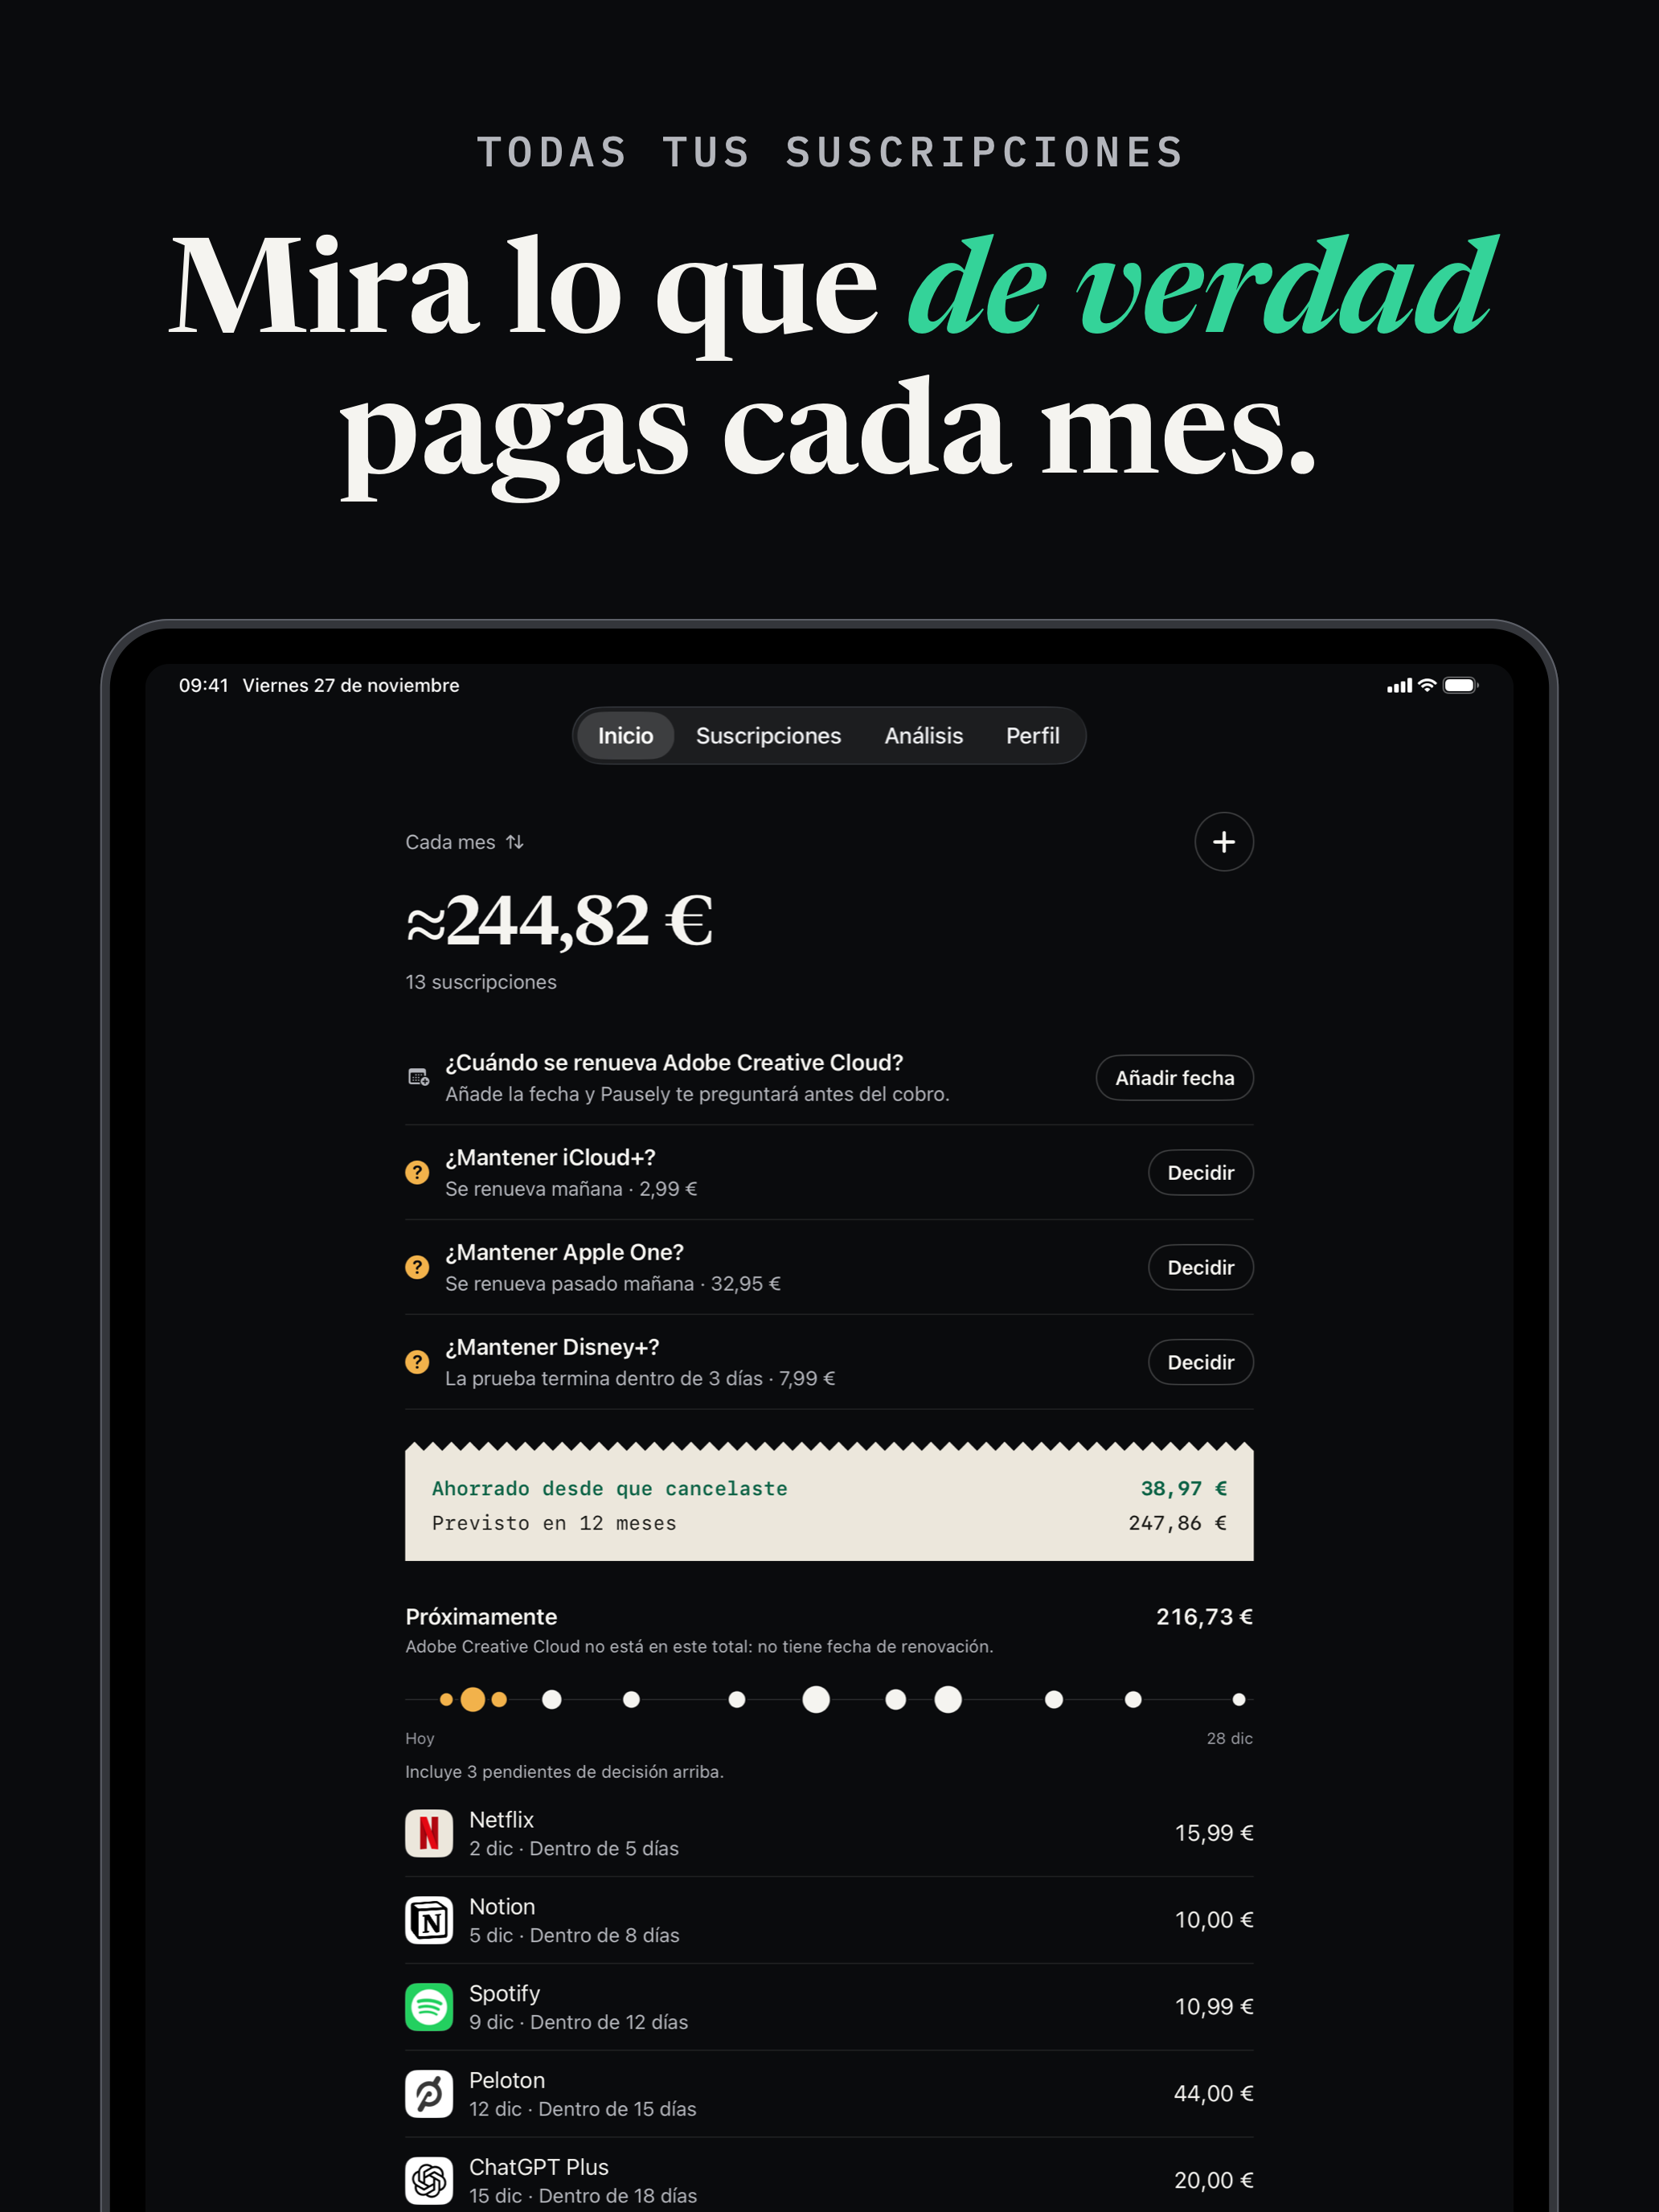 TODAS TUS SUSCRIPCIONES
Mira lo que de verdad
pagas cada mes.
09:41 Viernes 27 de noviembre
Inicio Suscripciones Análisis Perfil
Cada mes
≈244,82 €
13 suscripciones
¿Cuándo se renueva Adobe Creative Cloud?
Añade la fecha y Pausely te preguntará antes del cobro.
Añadir fecha
¿Mantener iCloud+?
Se renueva mañana · 2,99 €
Decidir
¿Mantener Apple One?
Se renueva pasado mañana · 32,95 €
Decidir
¿Mantener Disney+?
La prueba termina dentro de 3 días · 7,99 €
Decidir
Ahorrado desde que cancelaste 38,97 €
Previsto en 12 meses 247,86 €
Próximamente 216,73 €
Adobe Creative Cloud no está en este total: no tiene fecha de renovación.
Hoy 28 dic
Incluye 3 pendientes de decisión arriba.
Netflix
2 dic · Dentro de 5 días
15,99 €
Notion
5 dic · Dentro de 8 días
10,00 €
Spotify
9 dic · Dentro de 12 días
10,99 €
Peloton
12 dic · Dentro de 15 días
44,00 €
ChatGPT Plus
15 dic · Dentro de 18 días
20,00 €